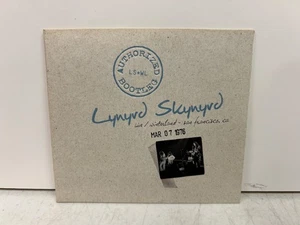 AUTHORIZED
BOOTLEG
Lynyrd Skynyrd
Live / Winterland - San Francisco, CA
MAR 07 1976